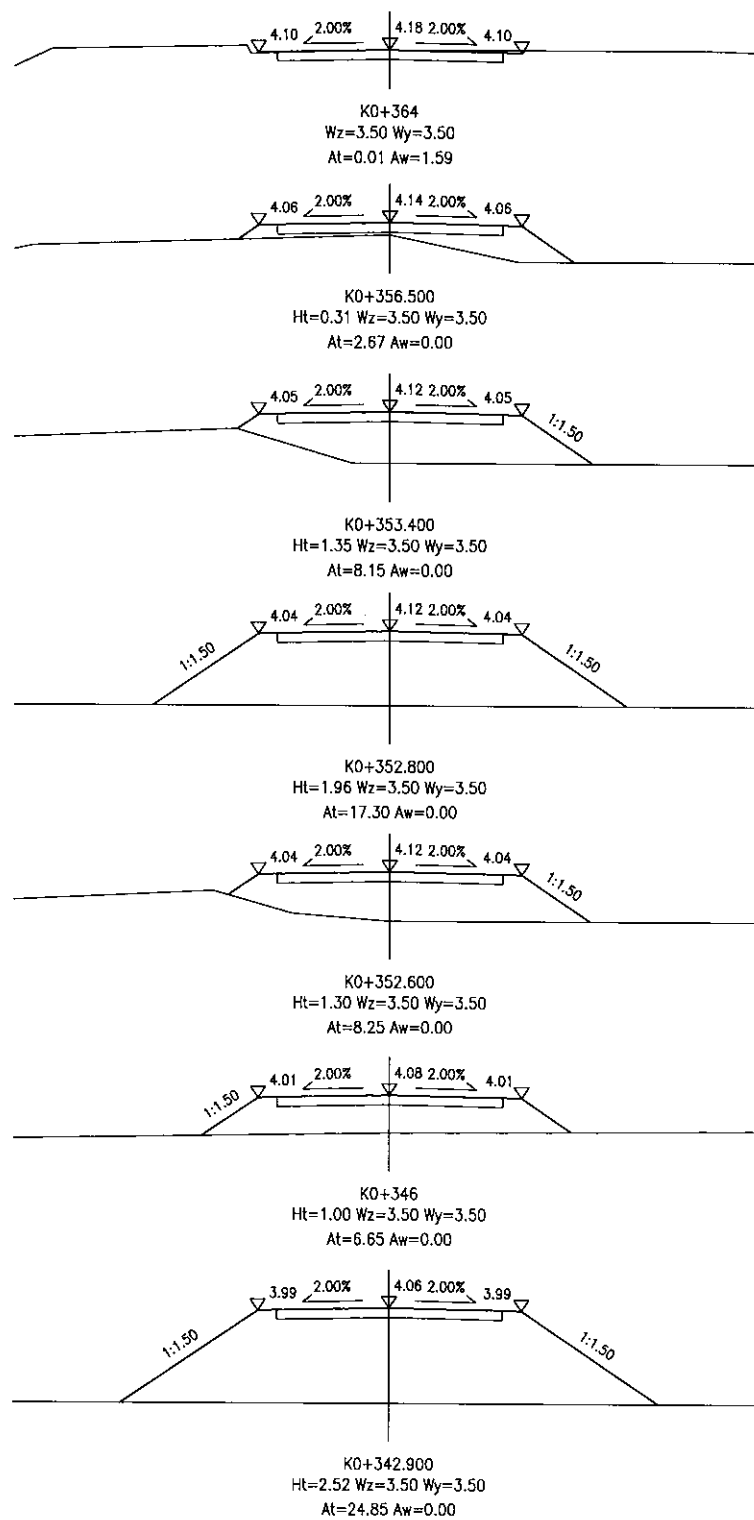 4.10 2.00% 4.18 2.00% 4.10
K0+364
Wz=3.50 Wy=3.50
At=0.01 Aw=1.59
4.06 2.00% 4.14 2.00% 4.06
K0+356.500
Ht=0.31 Wz=3.50 Wy=3.50
At=2.67 Aw=0.00
4.05 2.00% 4.12 2.00% 4.05
1:1.50
K0+353.400
Ht=1.35 Wz=3.50 Wy=3.50
At=8.15 Aw=0.00
4.04 2.00% 4.12 2.00% 4.04
1:1.50 1:1.50
K0+352.800
Ht=1.96 Wz=3.50 Wy=3.50
At=17.30 Aw=0.00
4.04 2.00% 4.12 2.00% 4.04
1:1.50
K0+352.600
Ht=1.30 Wz=3.50 Wy=3.50
At=8.25 Aw=0.00
4.01 2.00% 4.08 2.00% 4.01
1:1.50
K0+346
Ht=1.00 Wz=3.50 Wy=3.50
At=6.65 Aw=0.00
3.99 2.00% 4.06 2.00% 3.99
1:1.50 1:1.50
K0+342.900
Ht=2.52 Wz=3.50 Wy=3.50
At=24.85 Aw=0.00